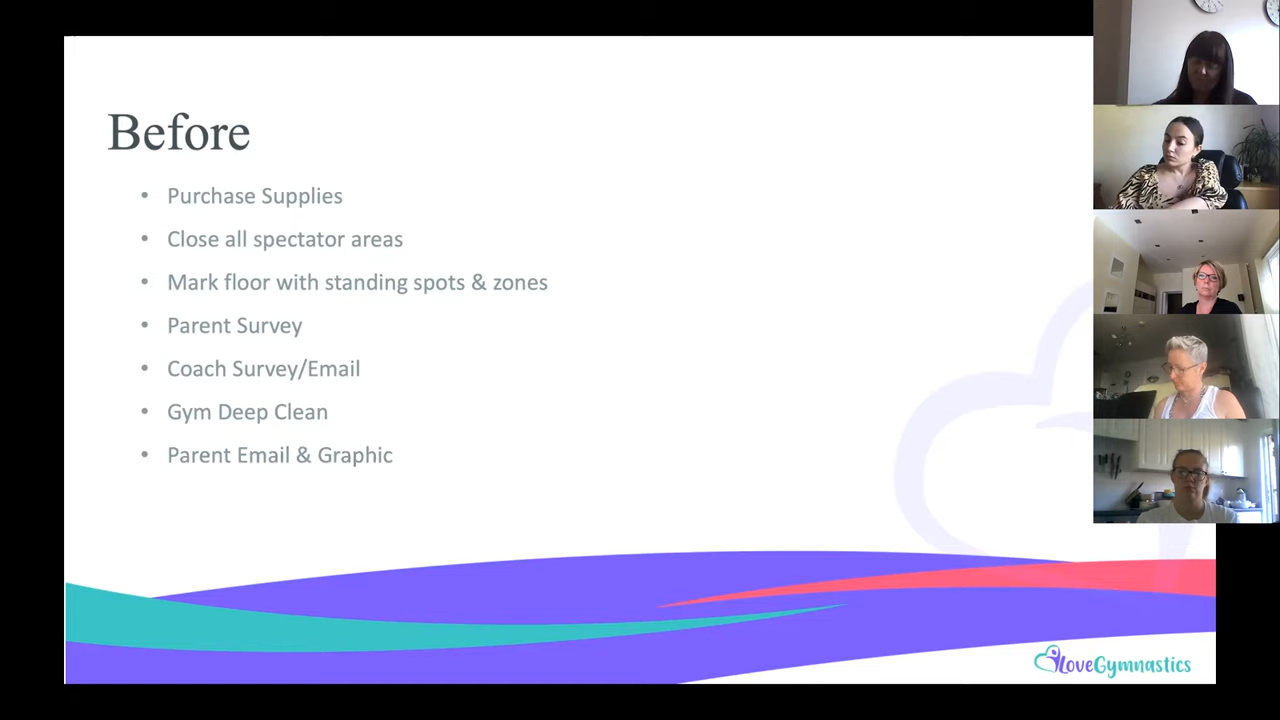 Before
• Purchase Supplies
• Close all spectator areas
• Mark floor with standing spots & zones
• Parent Survey
• Coach Survey/Email
• Gym Deep Clean
• Parent Email & Graphic
iLoveGymnastics